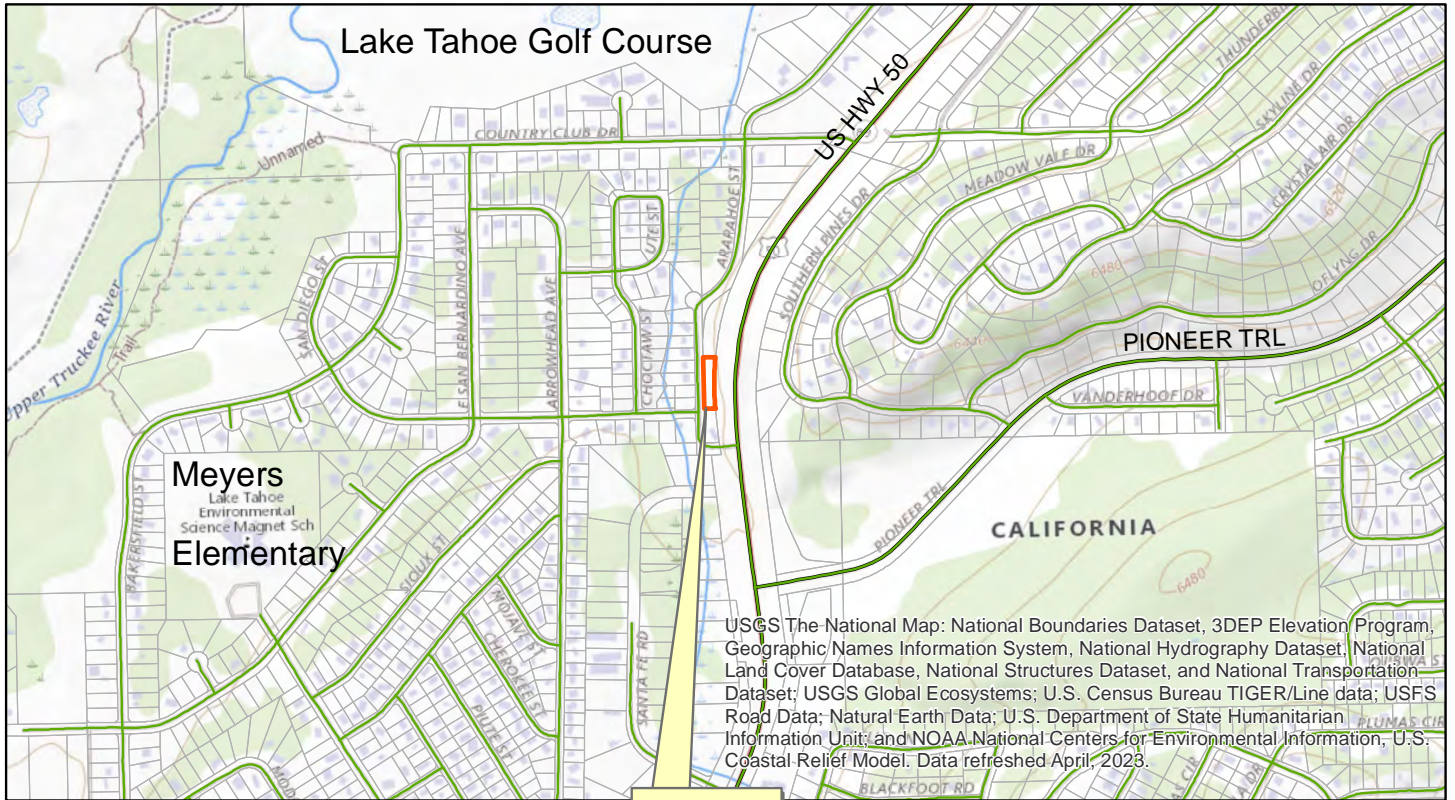 Lake Tahoe Golf Course
US HWY 50
THUNDERBI
SKYLINE DR
COUNTRY CLUB DR
Unnamed
MEADOW VALE DR
CRYSTAL AIR DR
6520
ARAPAHOE ST
UTE ST
SOUTHERN PINES DR
SAN DIEGO ST
E SAN BERNARDINO AVE
ARROWHEAD AVE
CHOCTAW ST
6480
OFLYNG DR
6440
PIONEER TRL
Trail
Upper Truckee River
VANDERHOOF DR
Meyers
Lake Tahoe
Environmental
Science Magnet Sch
Elementary
BAKERSFIELD ST
SIOUX ST
PIONEER TRL
CALIFORNIA
6480
MOJAVE ST
CHEROKEE ST
PIUTE ST
SANTA FE RD
USGS The National Map: National Boundaries Dataset, 3DEP Elevation Program,
Geographic Names Information System, National Hydrography Dataset, National
Land Cover Database, National Structures Dataset, and National Transportation
Dataset; USGS Global Ecosystems; U.S. Census Bureau TIGER/Line data; USFS
Road Data; Natural Earth Data; U.S. Department of State Humanitarian
Information Unit; and NOAA National Centers for Environmental Information, U.S.
Coastal Relief Model. Data refreshed April, 2023.
PLUMAS CIR
BLACKFOOT RD